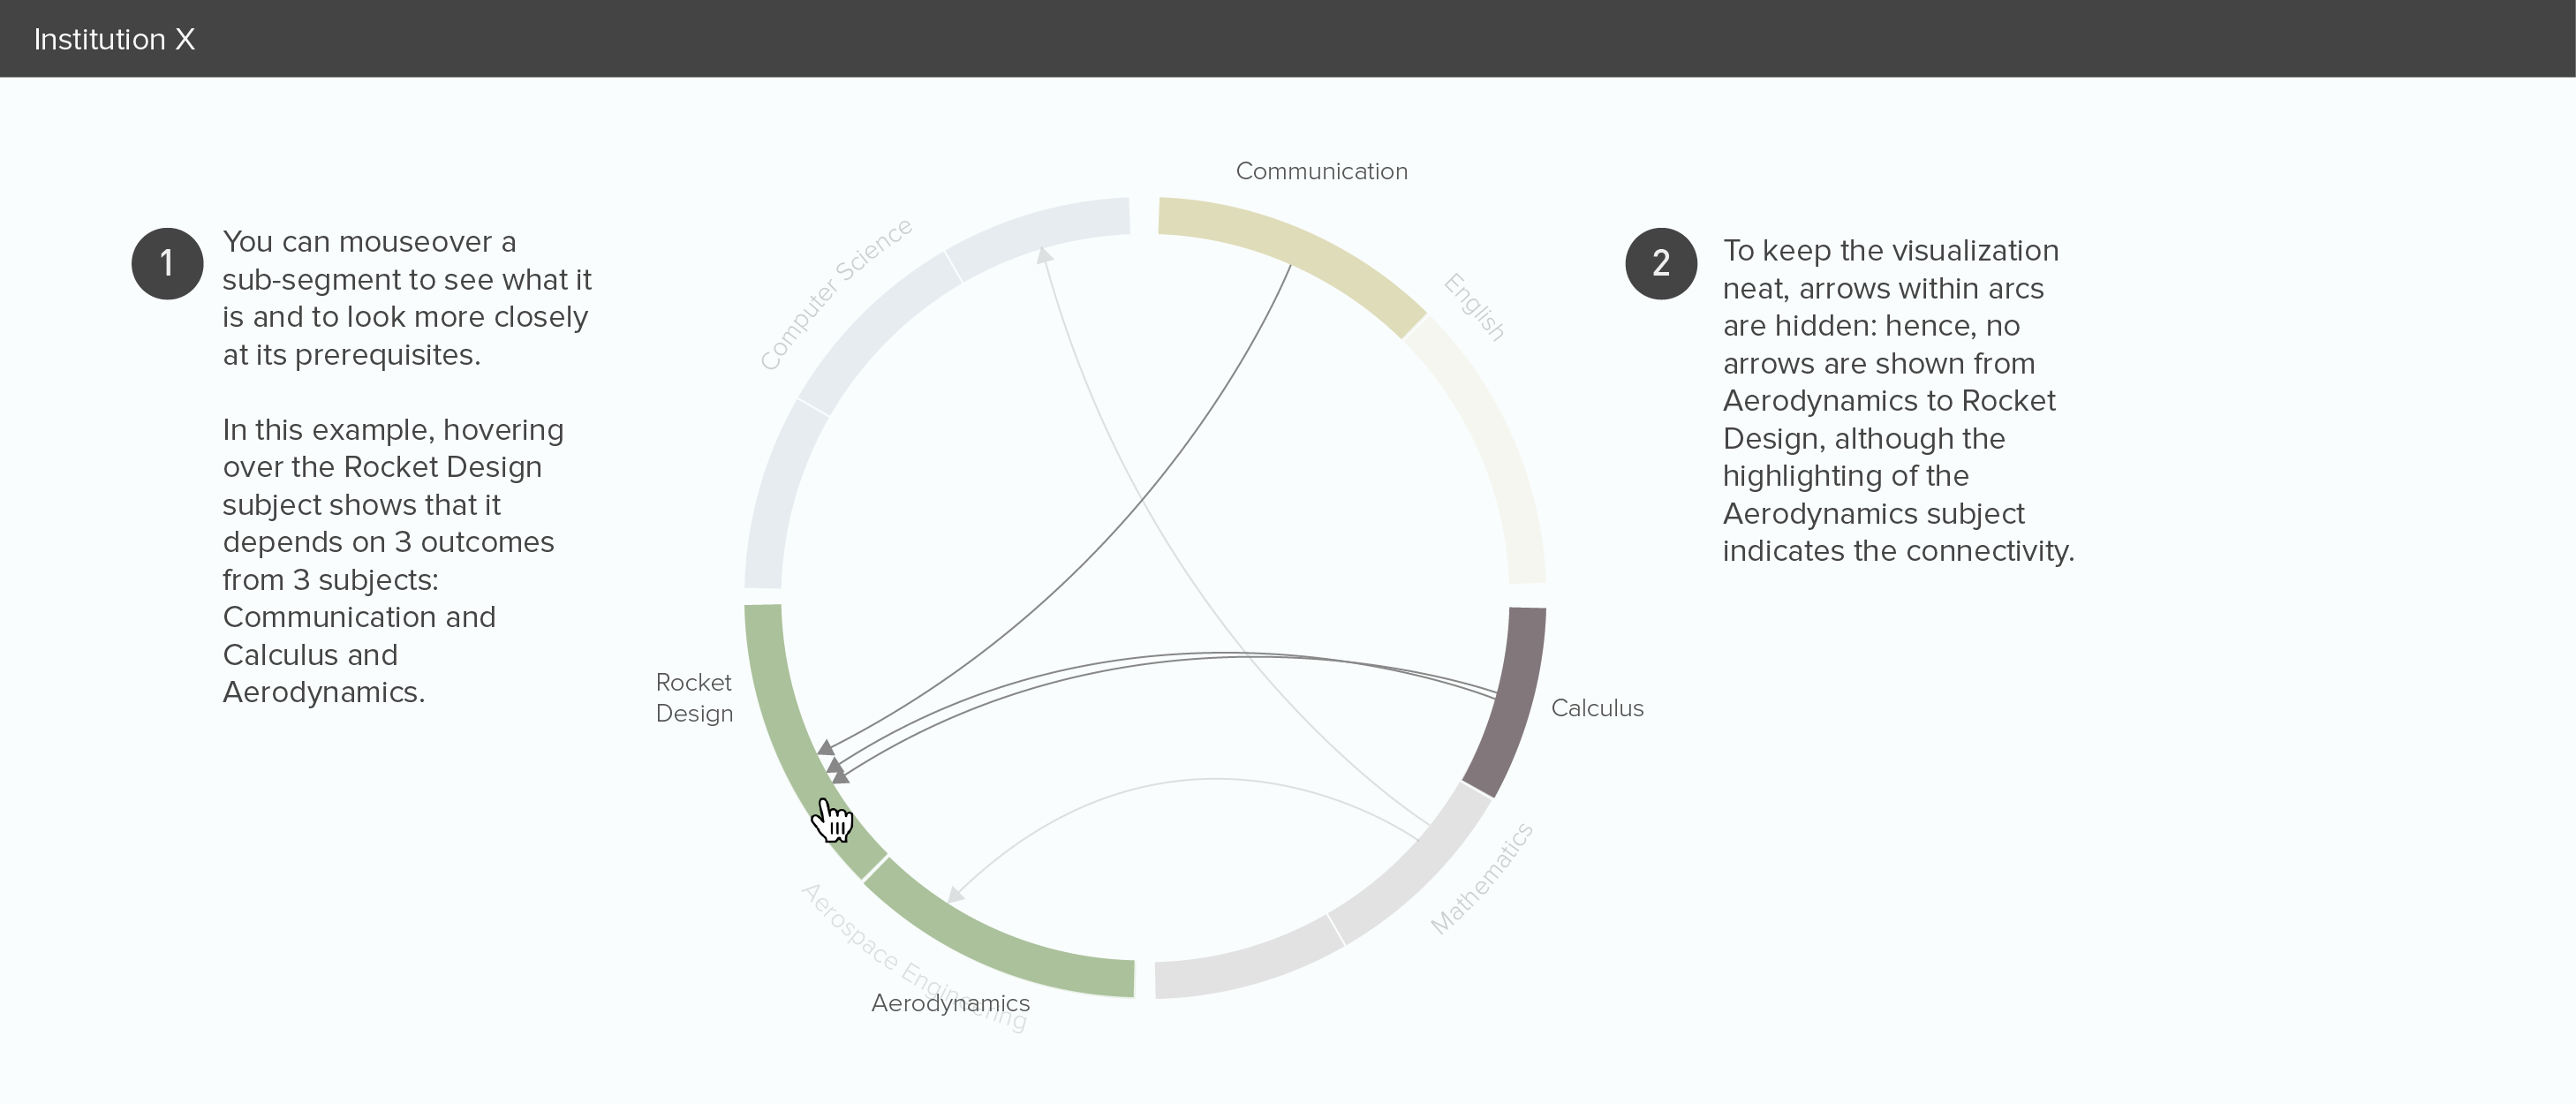 Institution X
1
You can mouseover a
sub-segment to see what it
is and to look more closely
at its prerequisites.
In this example, hovering
over the Rocket Design
subject shows that it
depends on 3 outcomes
from 3 subjects:
Communication and
Calculus and
Aerodynamics.
Communication
English
Computer Science
Rocket
Design
Calculus
Mathematics
Aerospace Engineering
Aerodynamics
2
To keep the visualization
neat, arrows within arcs
are hidden: hence, no
arrows are shown from
Aerodynamics to Rocket
Design, although the
highlighting of the
Aerodynamics subject
indicates the connectivity.